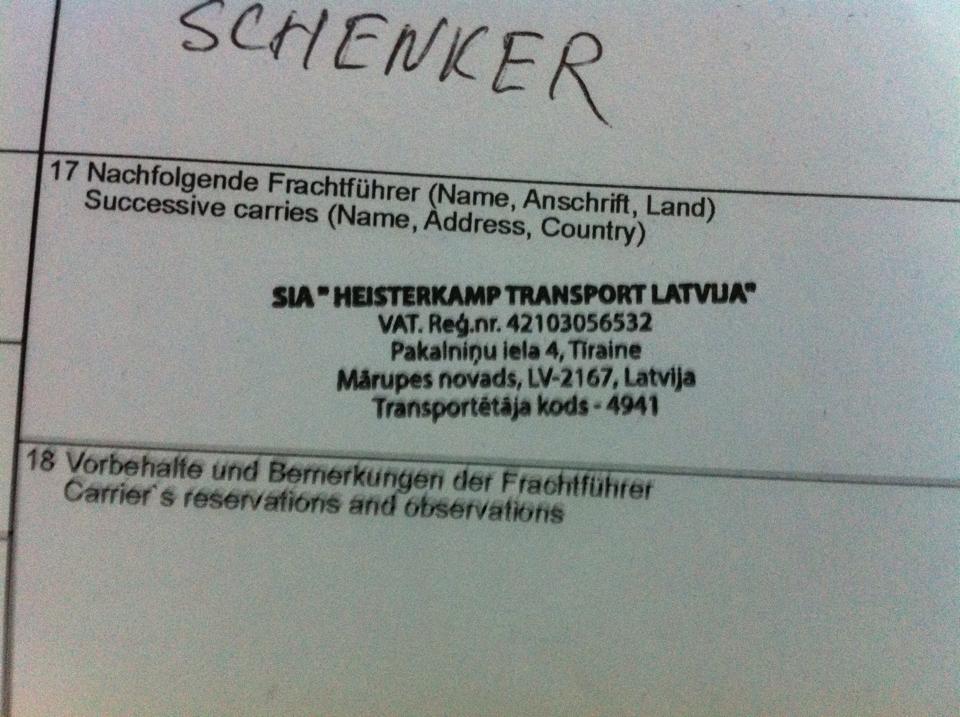 SCHENKER
17 Nachfolgende Frachtführer (Name, Anschrift, Land)
Successive carries (Name, Address, Country)
SIA " HEISTERKAMP TRANSPORT LATVIJA"
VAT. Reģ.nr. 42103056532
Pakalniņu iela 4, Tīraine
Mārupes novads, LV-2167, Latvija
Transportētāja kods - 4941
18 Vorbehalte und Bemerkungen der Frachtführer
Carrier`s reservations and observations